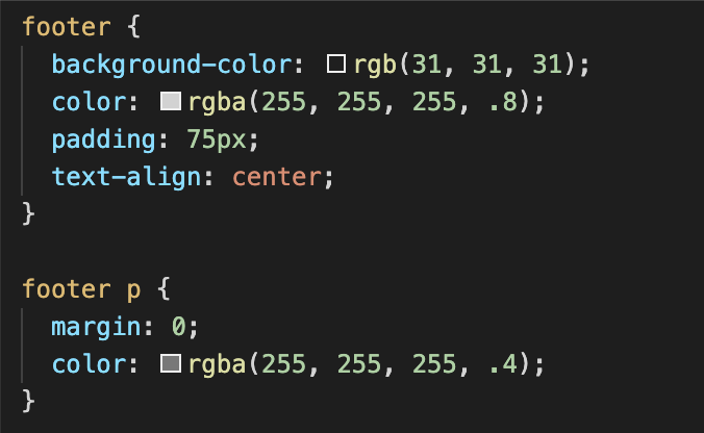 footer {
  background-color: rgb(31, 31, 31);
  color: rgba(255, 255, 255, .8);
  padding: 75px;
  text-align: center;
}

footer p {
  margin: 0;
  color: rgba(255, 255, 255, .4);
}